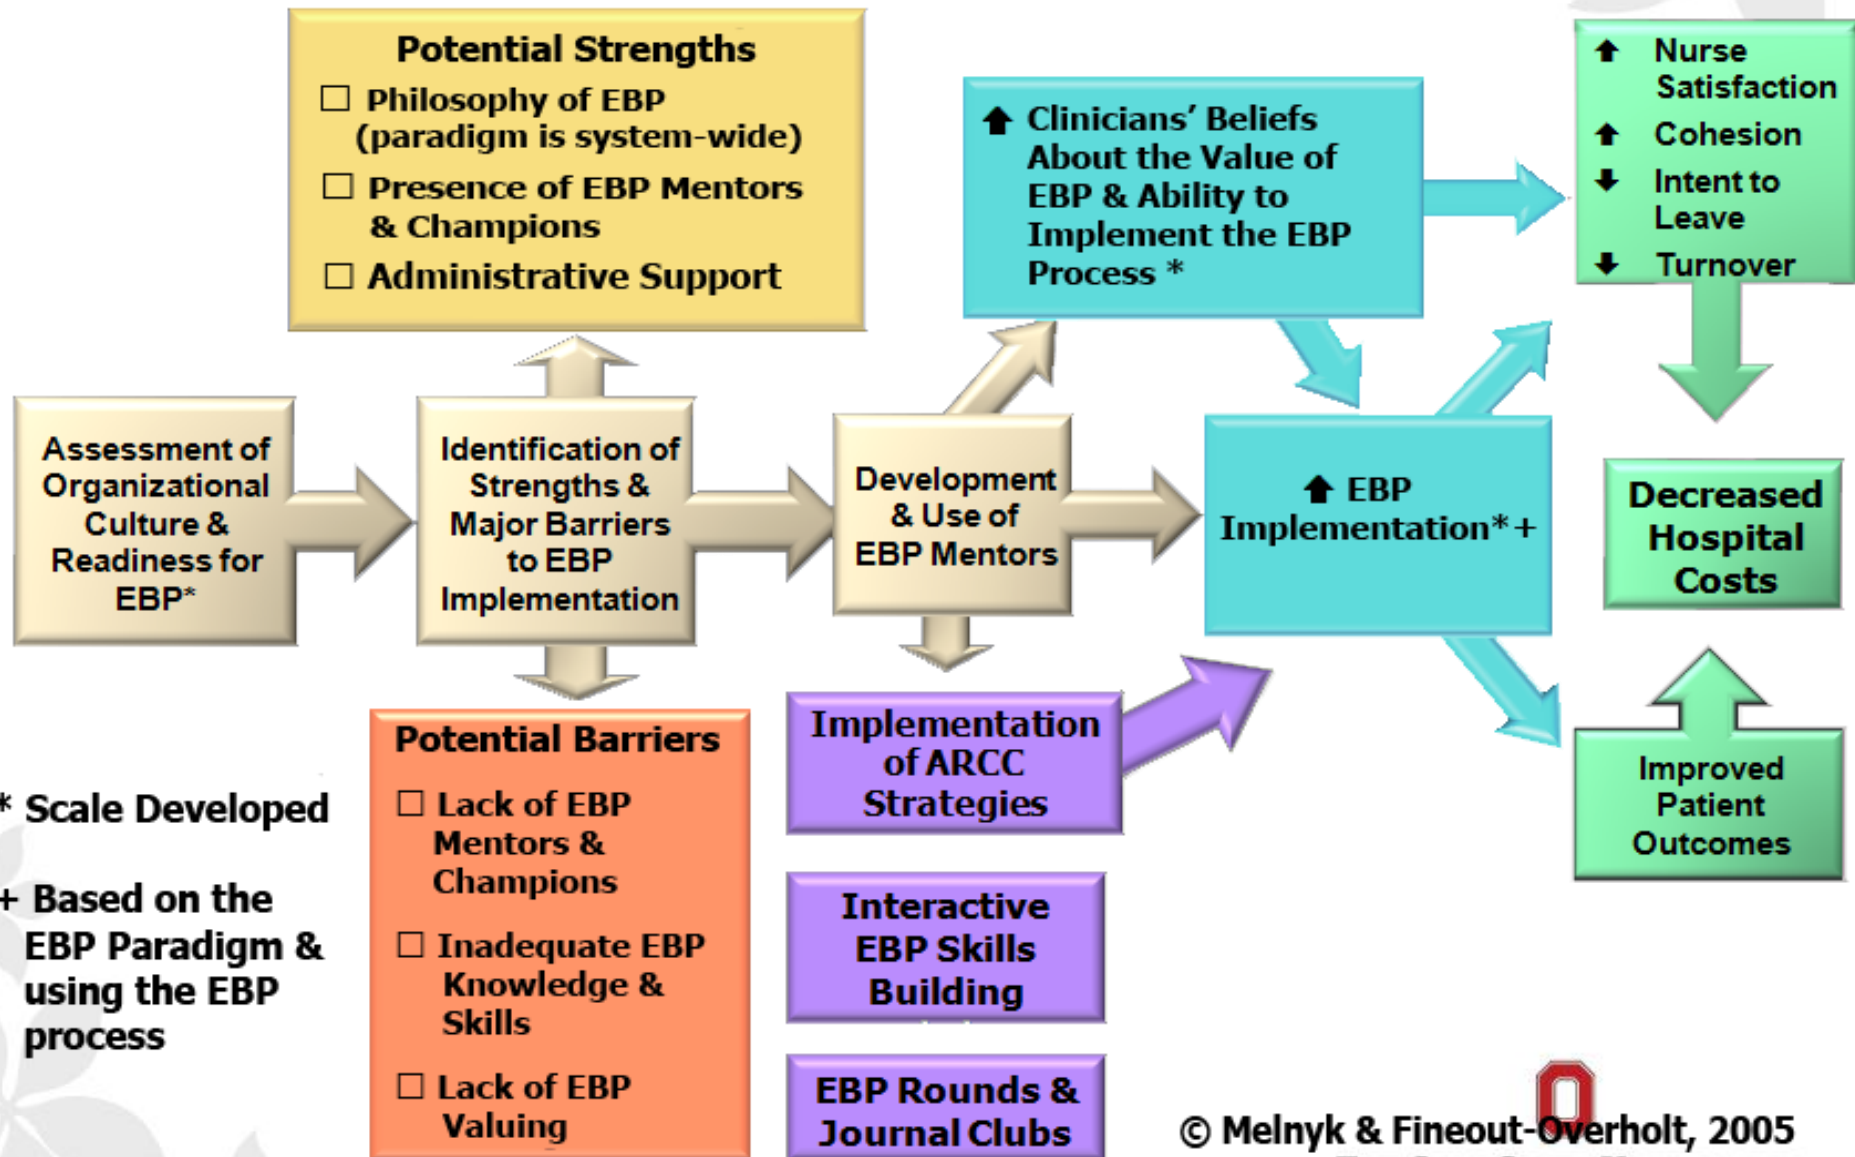 Potential Strengths
☐ Philosophy of EBP
(paradigm is system-wide)
☐ Presence of EBP Mentors
& Champions
☐ Administrative Support
⬆ Clinicians’ Beliefs
About the Value of
EBP & Ability to
Implement the EBP
Process *
⬆ Nurse
Satisfaction
⬆ Cohesion
⬇ Intent to
Leave
⬇ Turnover
Assessment of
Organizational
Culture &
Readiness for
EBP*
Identification of
Strengths &
Major Barriers
to EBP
Implementation
Development
& Use of
EBP Mentors
⬆ EBP
Implementation*+
Decreased
Hospital
Costs
Potential Barriers
☐ Lack of EBP
Mentors &
Champions
☐ Inadequate EBP
Knowledge &
Skills
☐ Lack of EBP
Valuing
Implementation
of ARCC
Strategies
Interactive
EBP Skills
Building
EBP Rounds &
Journal Clubs
Improved
Patient
Outcomes
* Scale Developed
+ Based on the
EBP Paradigm &
using the EBP
process
© Melnyk & Fineout-Overholt, 2005